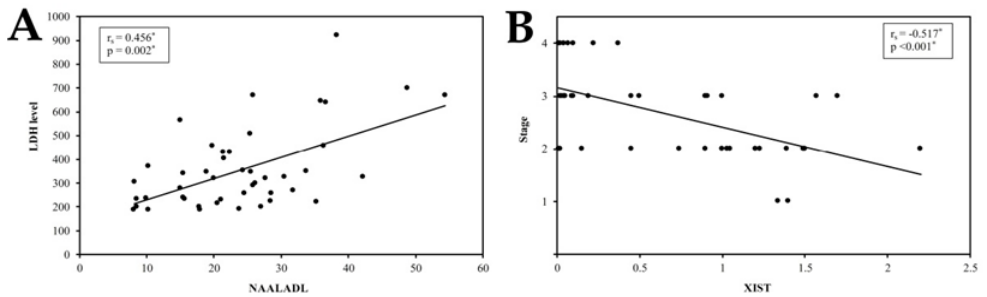 A
rs = 0.456*
p = 0.002*
LDH level
1000
900
800
700
600
500
400
300
200
100
0
0 10 20 30 40 50 60
NAALADL
B
rs = -0.517*
p <0.001*
Stage
4
3
2
1
0 0.5 1 1.5 2 2.5
XIST